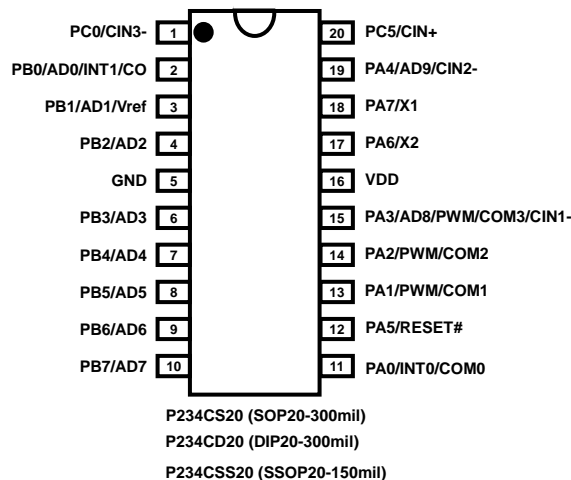 PC0/CIN3- 1 20 PC5/CIN+
PB0/AD0/INT1/CO 2 19 PA4/AD9/CIN2-
PB1/AD1/Vref 3 18 PA7/X1
PB2/AD2 4 17 PA6/X2
GND 5 16 VDD
PB3/AD3 6 15 PA3/AD8/PWM/COM3/CIN1-
PB4/AD4 7 14 PA2/PWM/COM2
PB5/AD5 8 13 PA1/PWM/COM1
PB6/AD6 9 12 PA5/RESET#
PB7/AD7 10 11 PA0/INT0/COM0
P234CS20 (SOP20-300mil)
P234CD20 (DIP20-300mil)
P234CSS20 (SSOP20-150mil)